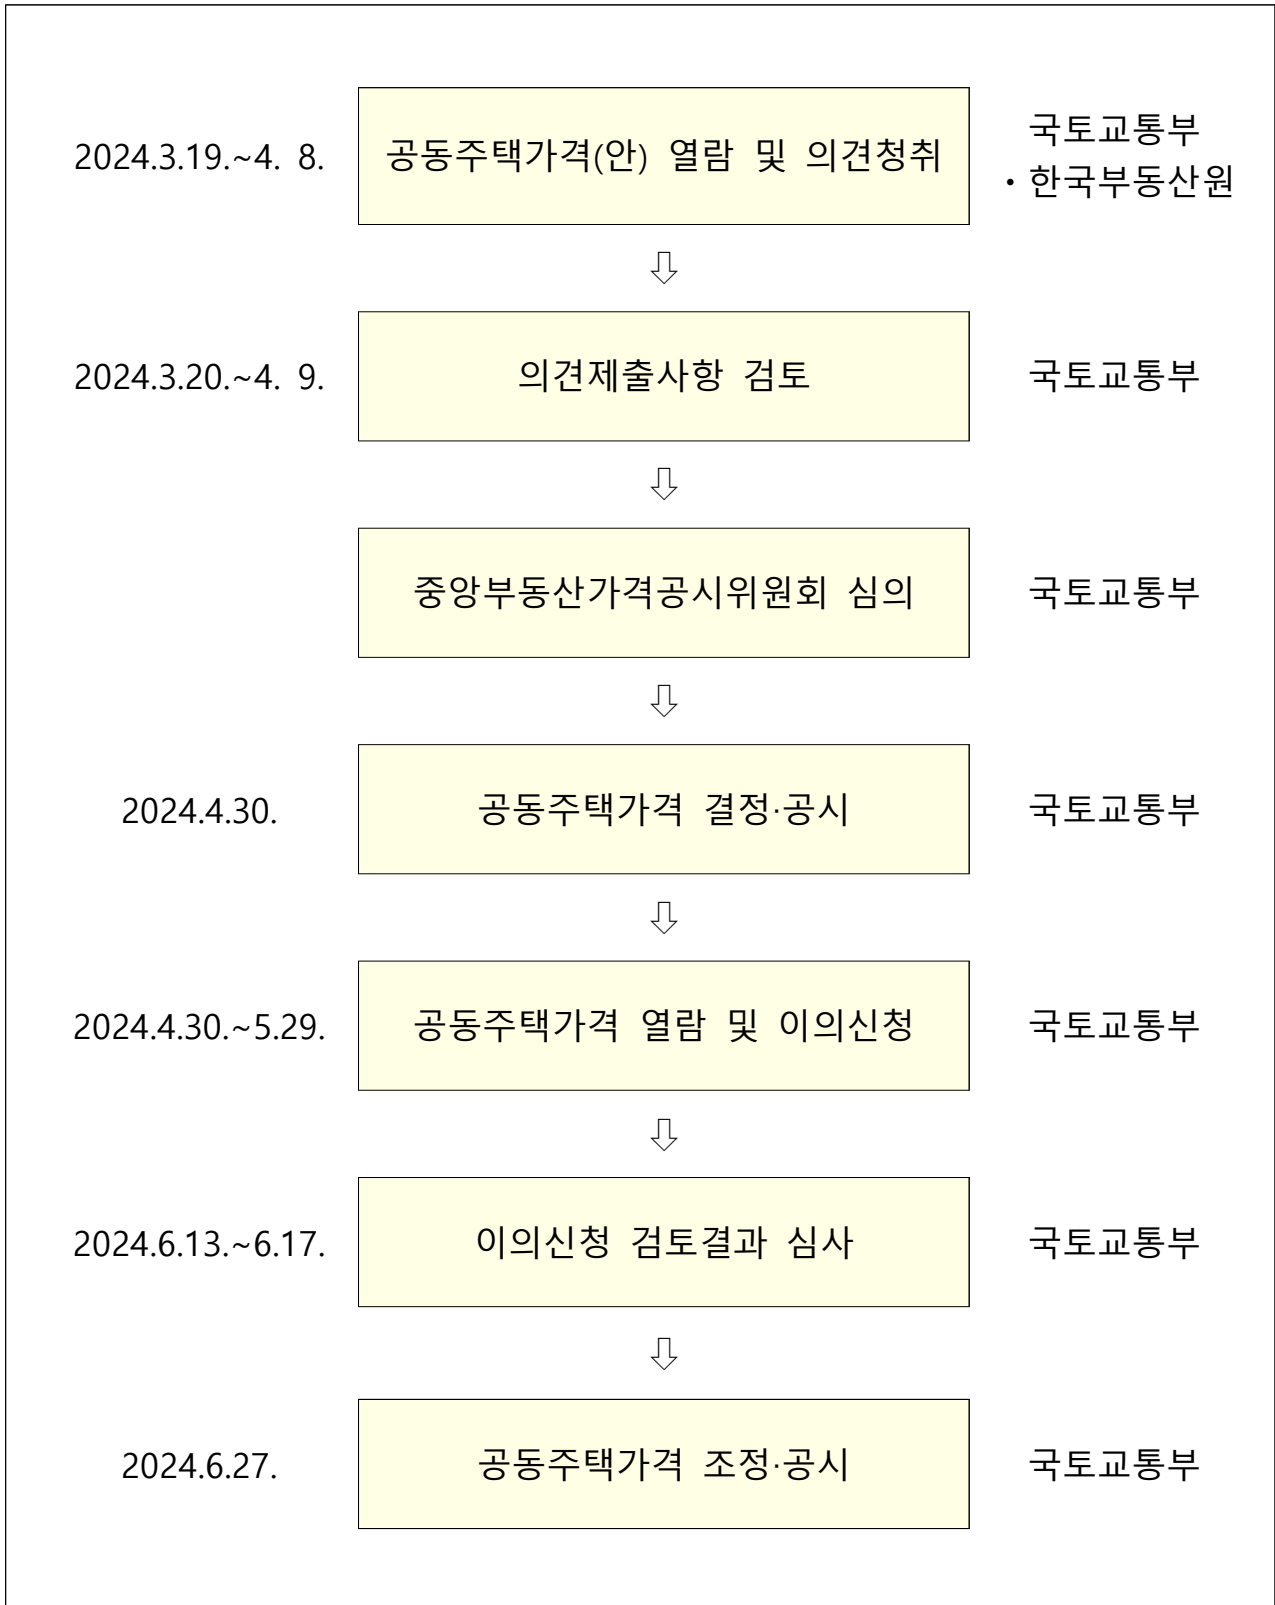 2024.3.19.~4. 8.
공동주택가격(안) 열람 및 의견청취
국토교통부
・한국부동산원
2024.3.20.~4. 9.
의견제출사항 검토
국토교통부
중앙부동산가격공시위원회 심의
국토교통부
2024.4.30.
공동주택가격 결정·공시
국토교통부
2024.4.30.~5.29.
공동주택가격 열람 및 이의신청
국토교통부
2024.6.13.~6.17.
이의신청 검토결과 심사
국토교통부
2024.6.27.
공동주택가격 조정·공시
국토교통부